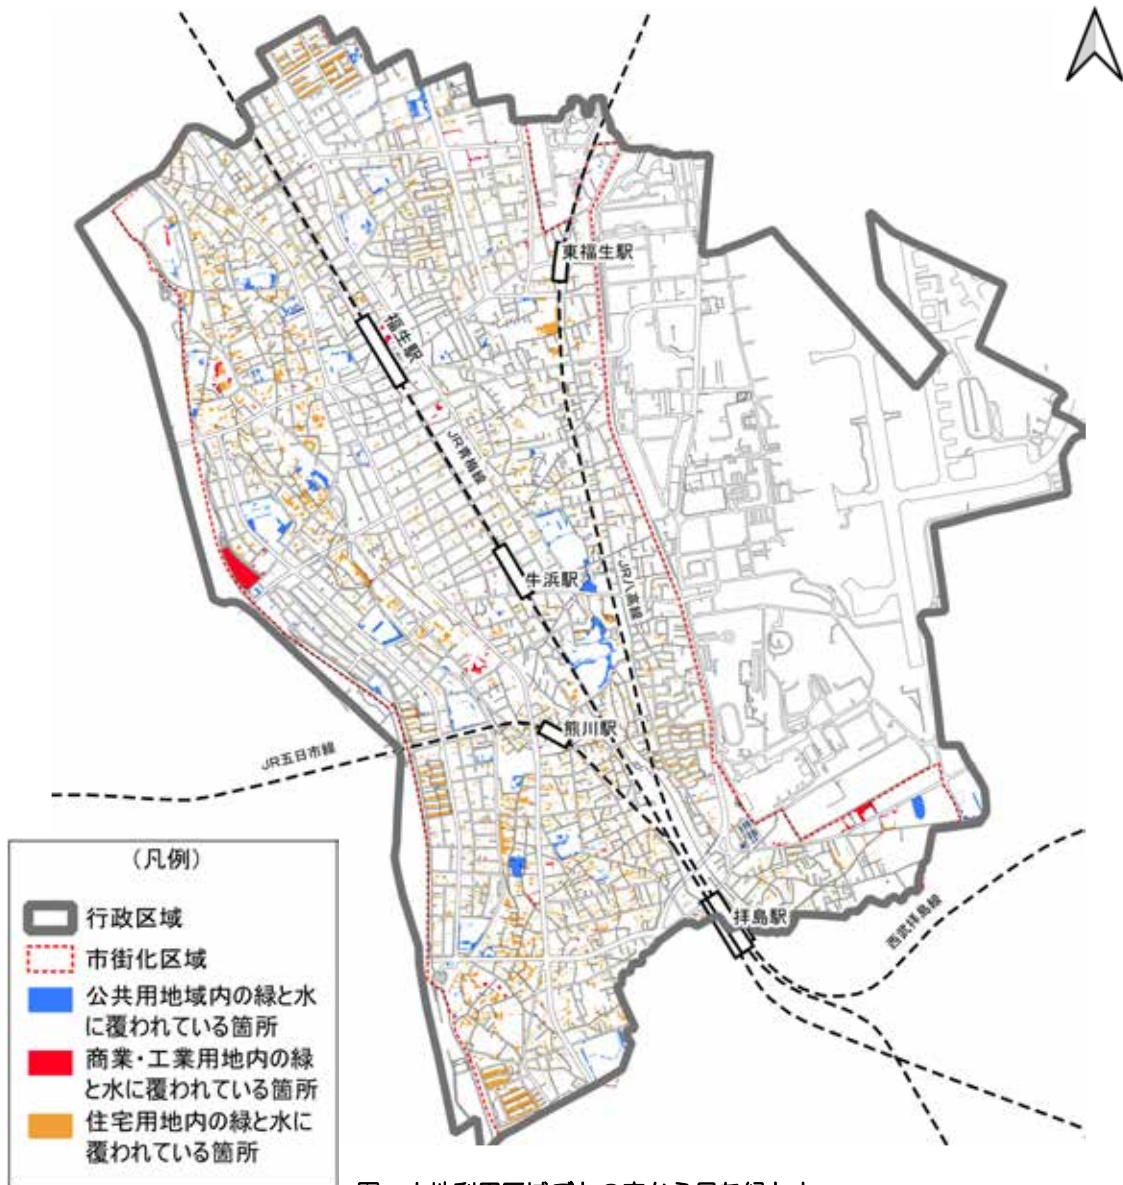 東福生駅
福生駅
JR青梅線
牛浜駅
JR八高線
熊川駅
JR五日市線
拝島駅
西武拝島線
(凡例)
行政区域
市街化区域
公共用地域内の緑と水
に覆われている箇所
商業・工業用地内の緑
と水に覆われている箇所
住宅用地内の緑と水に
覆われている箇所